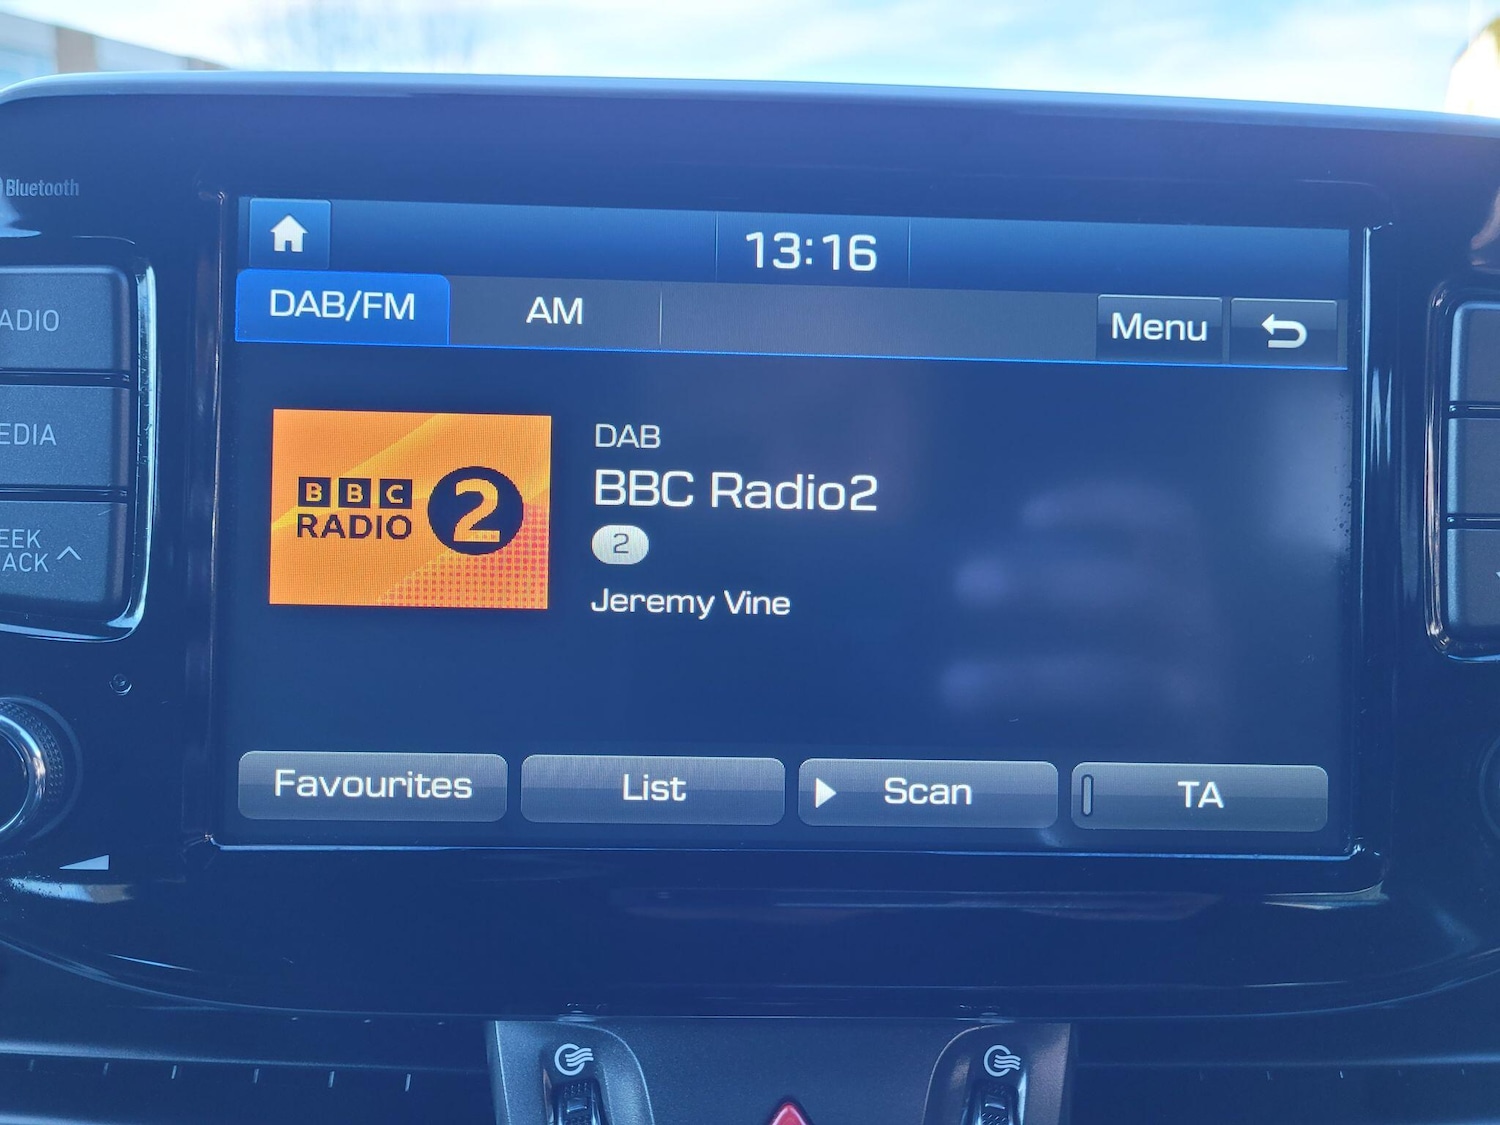 Bluetooth
13:16
DAB/FM
AM
Menu
ADIO
EDIA
EEK
ACK
BBC
RADIO
2
DAB
BBC Radio2
2
Jeremy Vine
Favourites
List
Scan
TA